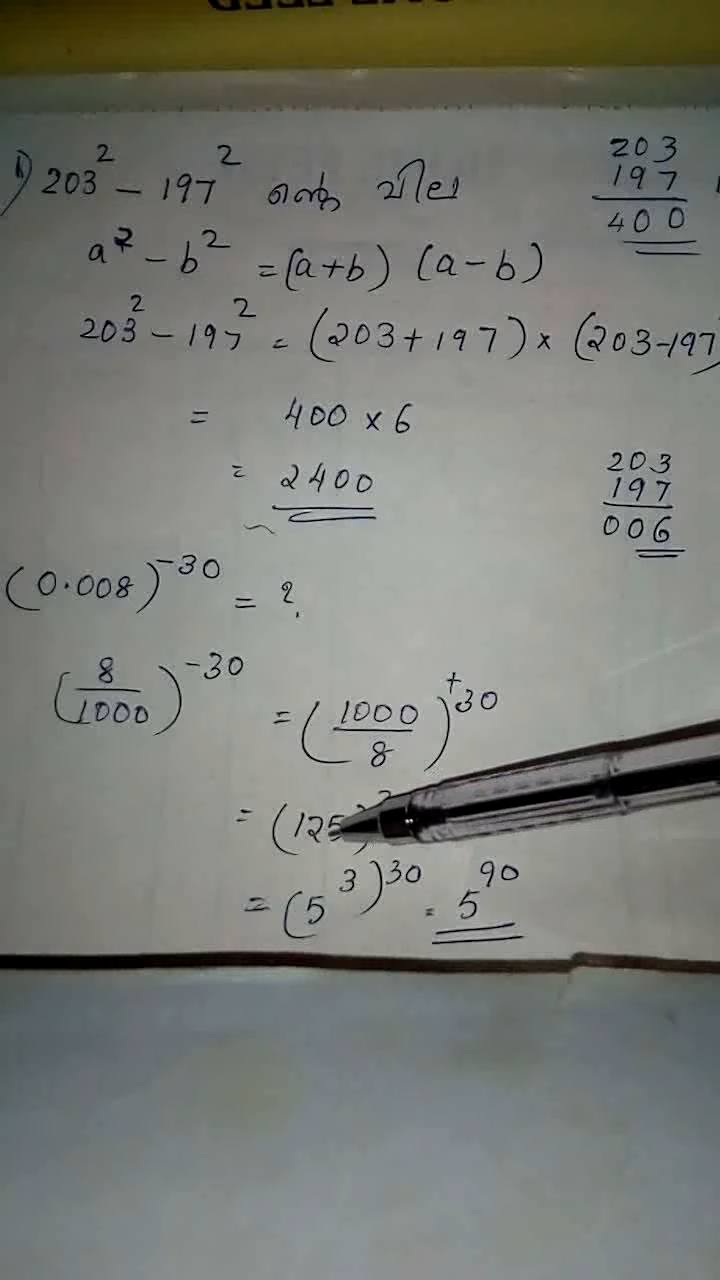 1) 203² - 197² ന്റെ വില
203
197
400
a² - b² = (a+b) (a-b)
203² - 197² = (203+197) × (203-197
= 400 × 6
= 2400
203
197
006
(0.008)⁻³⁰ = ?
(8/1000)⁻³⁰ = (1000/8)⁺³⁰
= (125
= (5³)³⁰ = 5⁹⁰